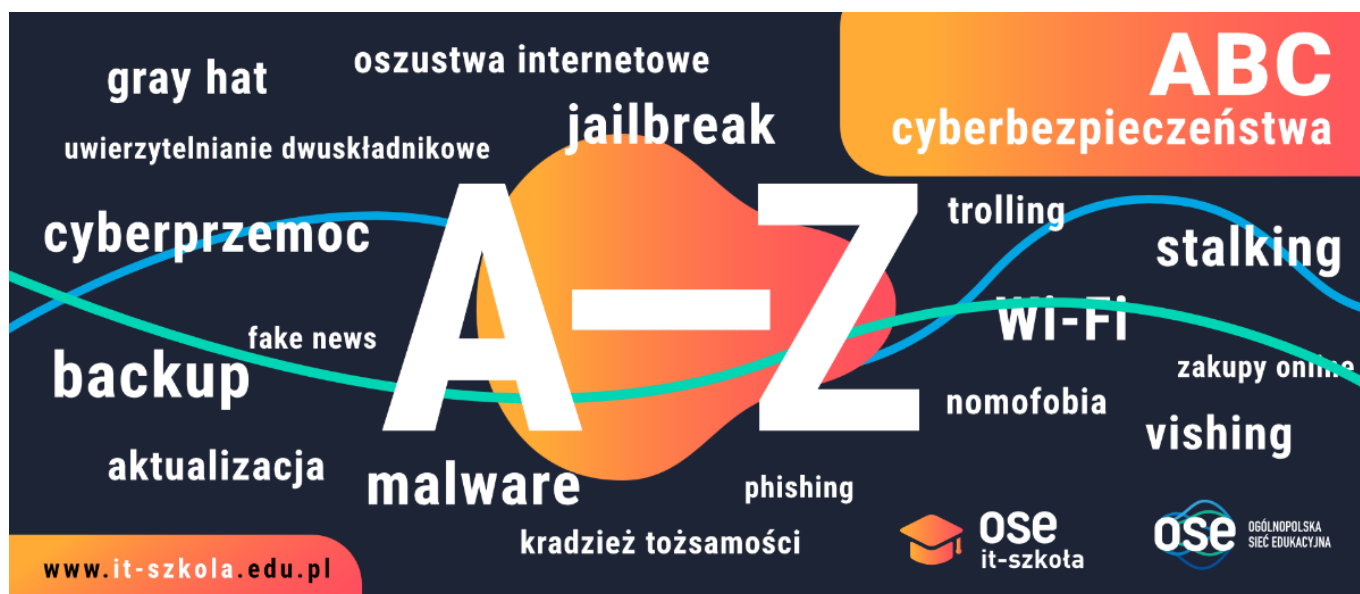 gray hat
oszustwa internetowe
ABC
cyberbezpieczeństwa
jailbreak
uwierzytelnianie dwuskładnikowe
A–Z
cyberprzemoc
trolling
stalking
Wi-Fi
fake news
backup
zakupy online
nomofobia
vishing
aktualizacja
malware
phishing
kradzież tożsamości
ose
it-szkoła
ose
OGÓLNOPOLSKA
SIEĆ EDUKACYJNA
www.it-szkola.edu.pl